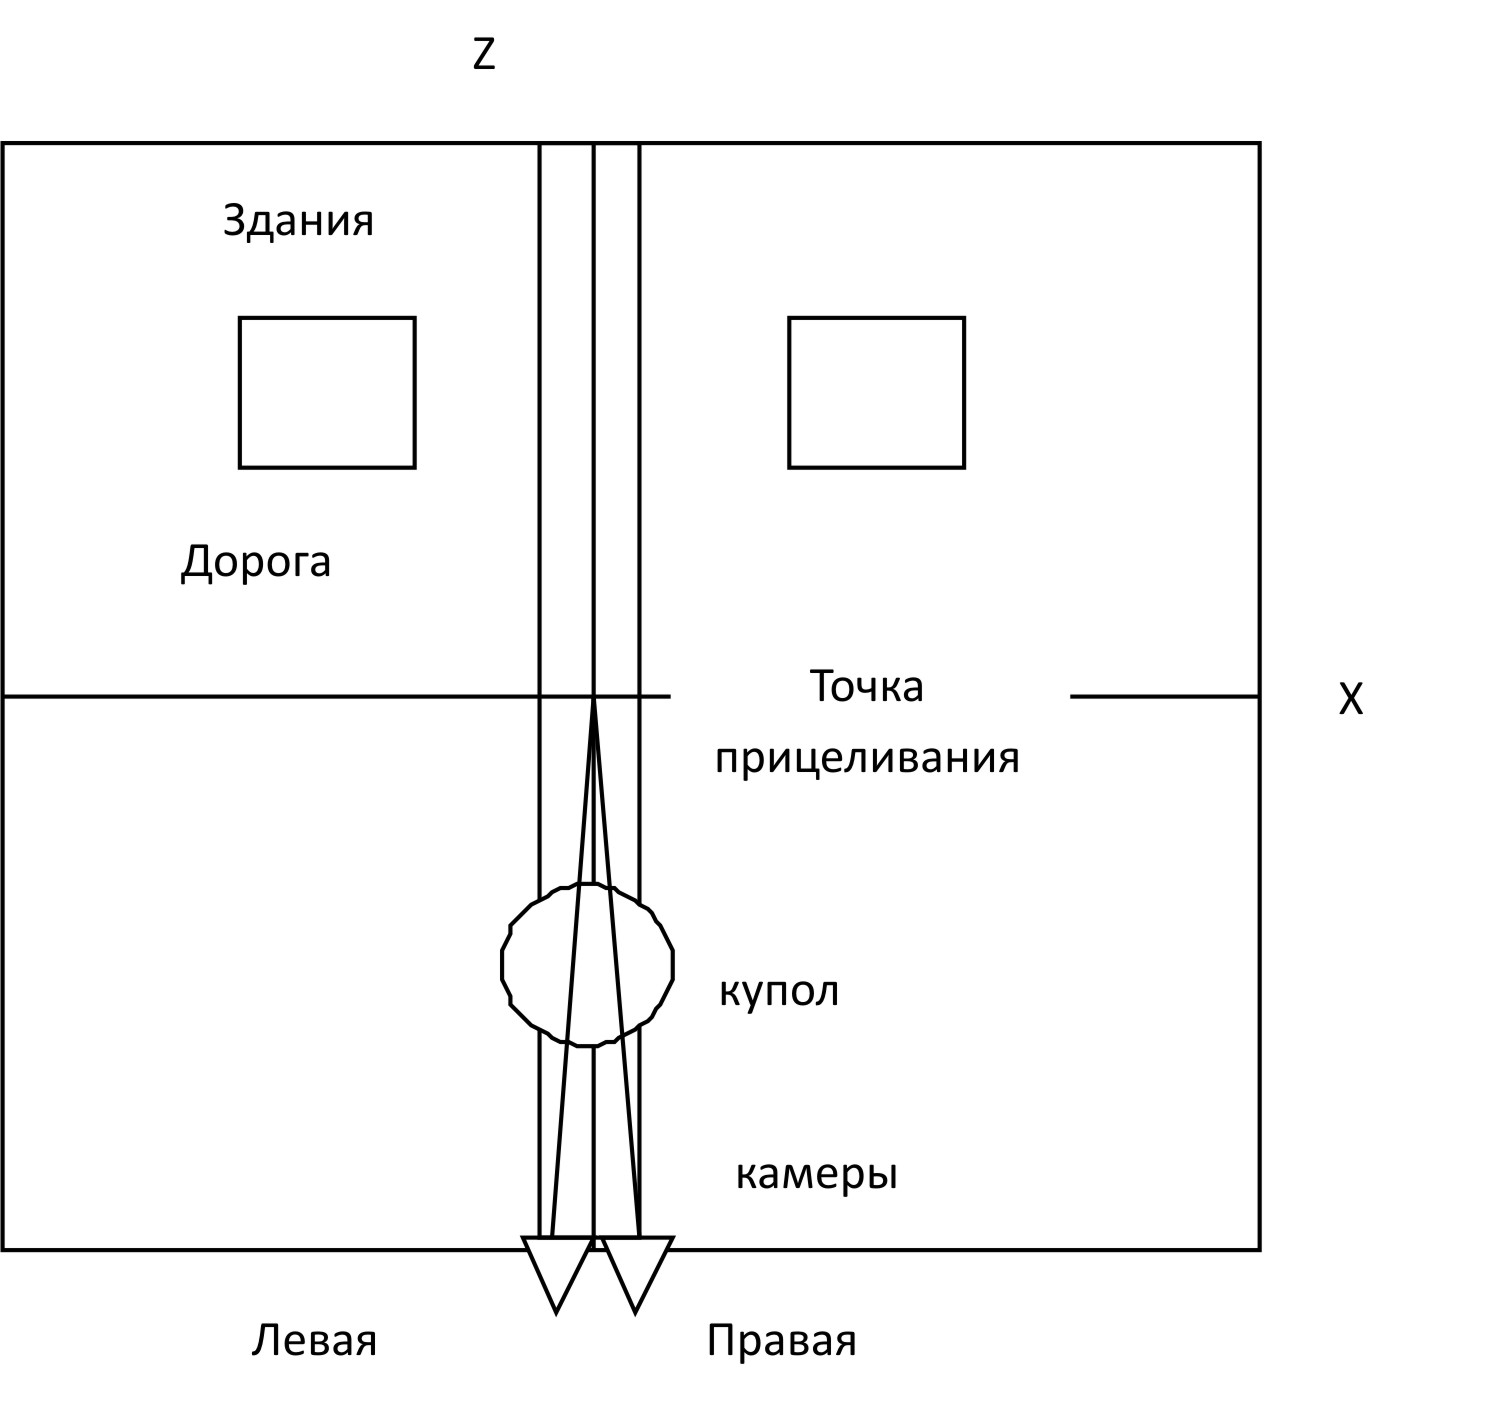 Z
Здания
Дорога
Точка
прицеливания
X
купол
камеры
Левая
Правая